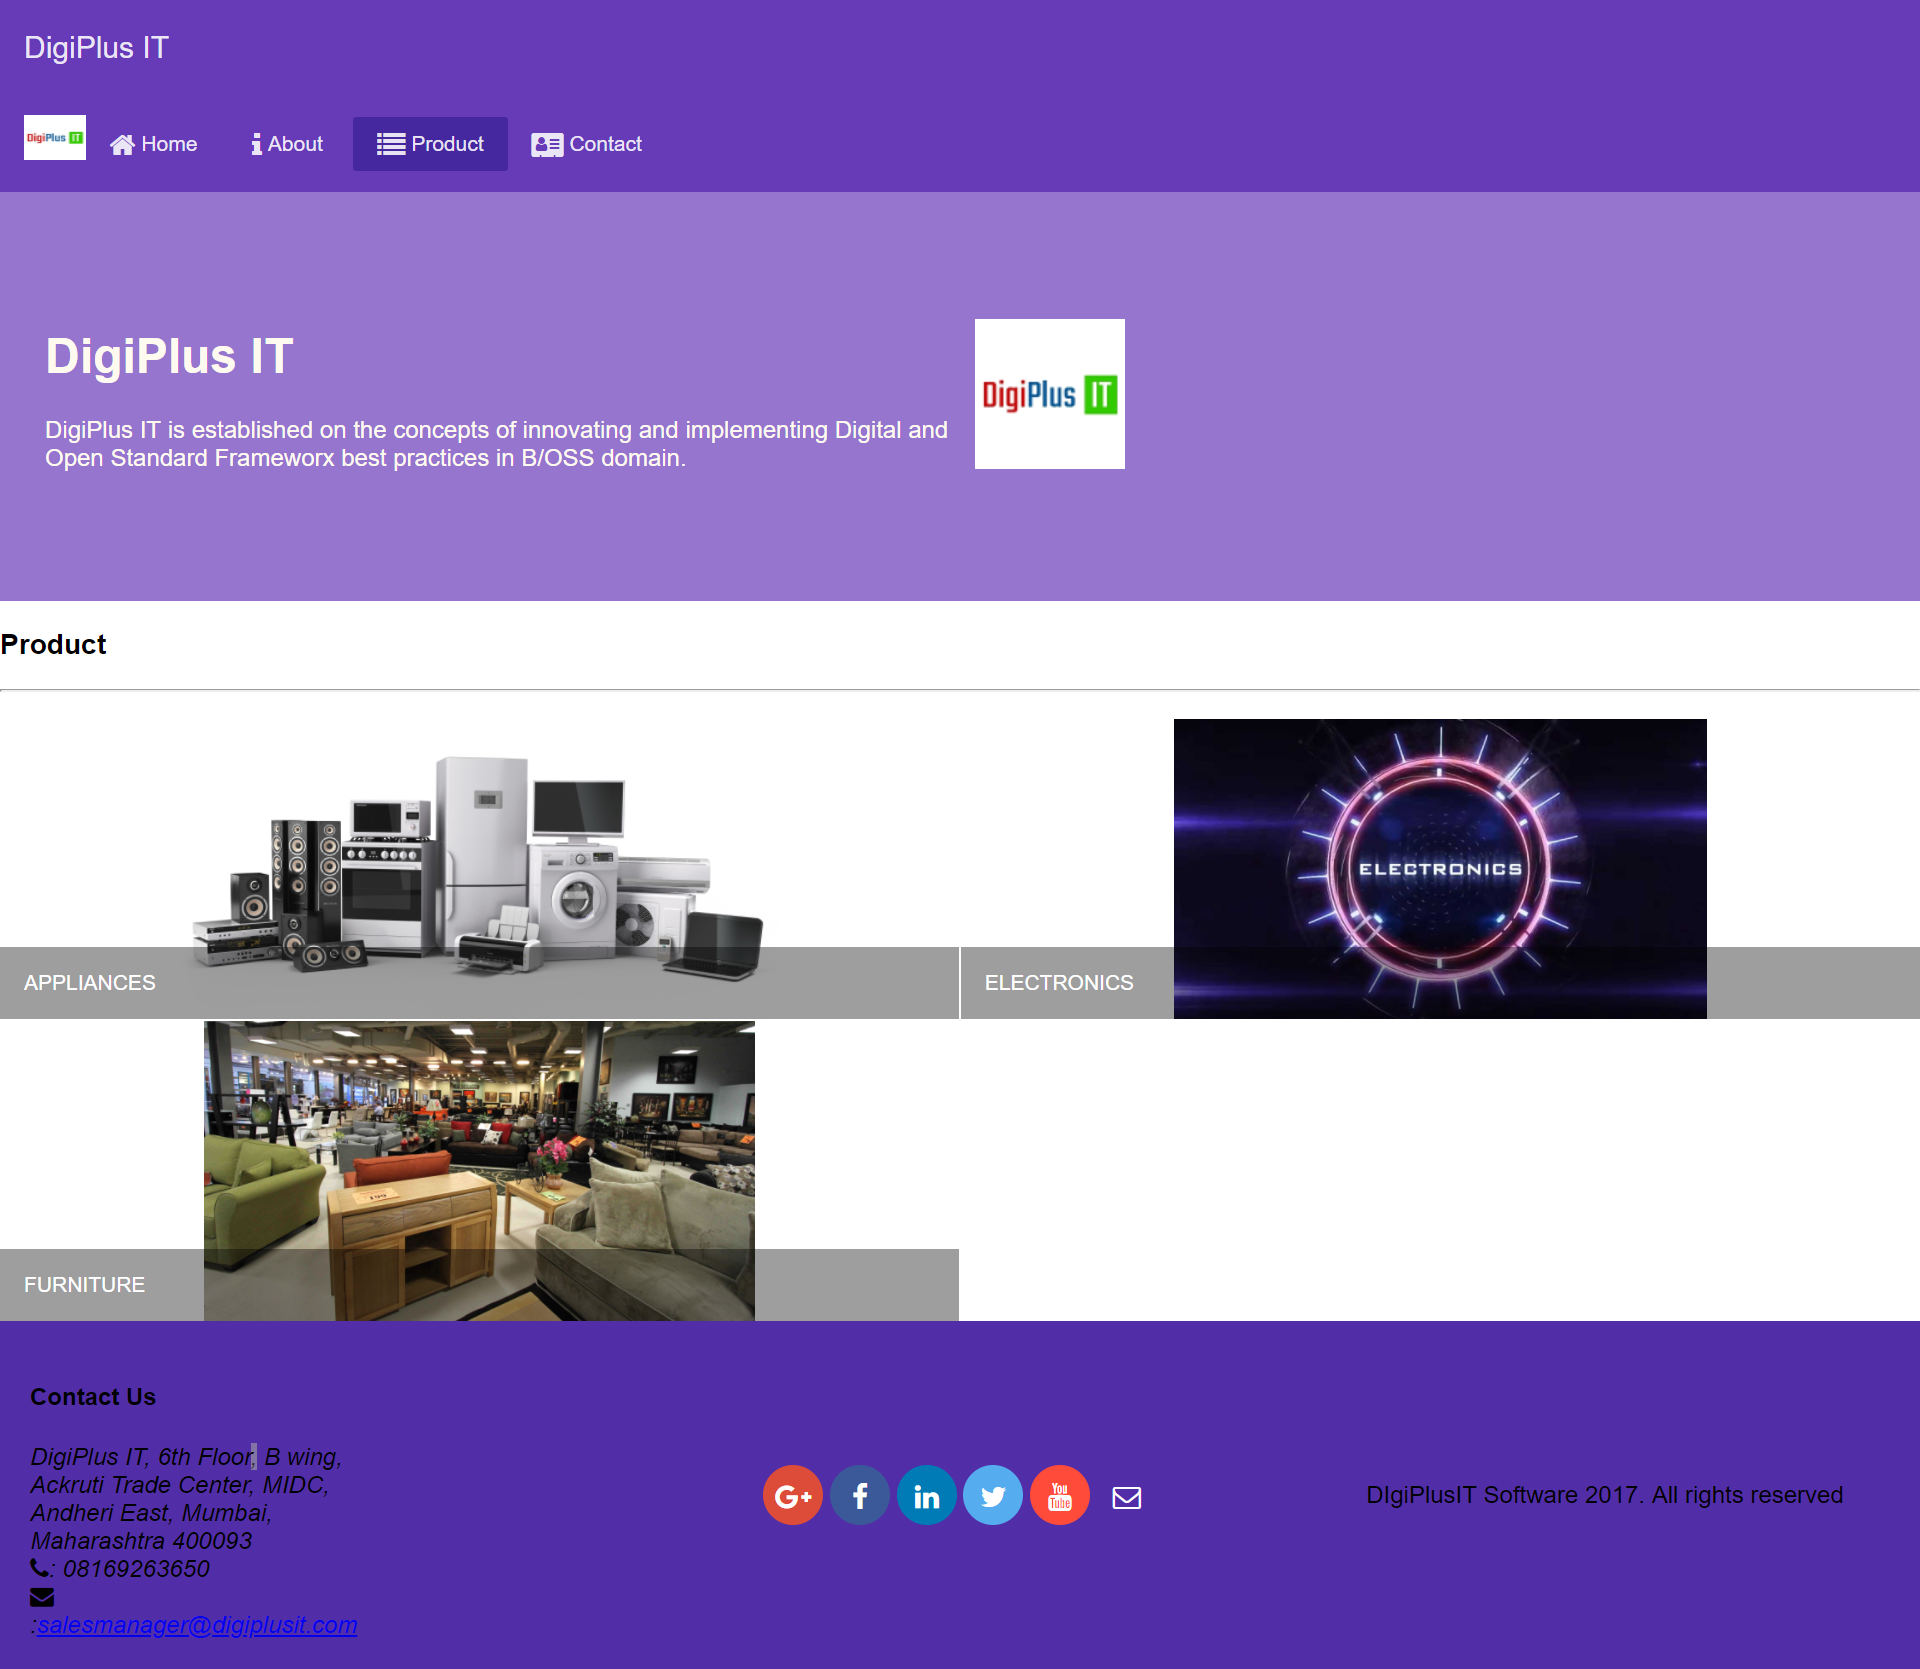 DigiPlus IT
DigiPlus IT
Home
About
Product
Contact
DigiPlus IT
DigiPlus IT is established on the concepts of innovating and implementing Digital and
Open Standard Frameworx best practices in B/OSS domain.
DigiPlus IT
Product
ELECTRONICS
APPLIANCES
ELECTRONICS
199
FURNITURE
Contact Us
DigiPlus IT, 6th Floor, B wing,
Ackruti Trade Center, MIDC,
Andheri East, Mumbai,
Maharashtra 400093
: 08169263650
:salesmanager@digiplusit.com
G+
f
in
You
Tube
DIgiPlusIT Software 2017. All rights reserved